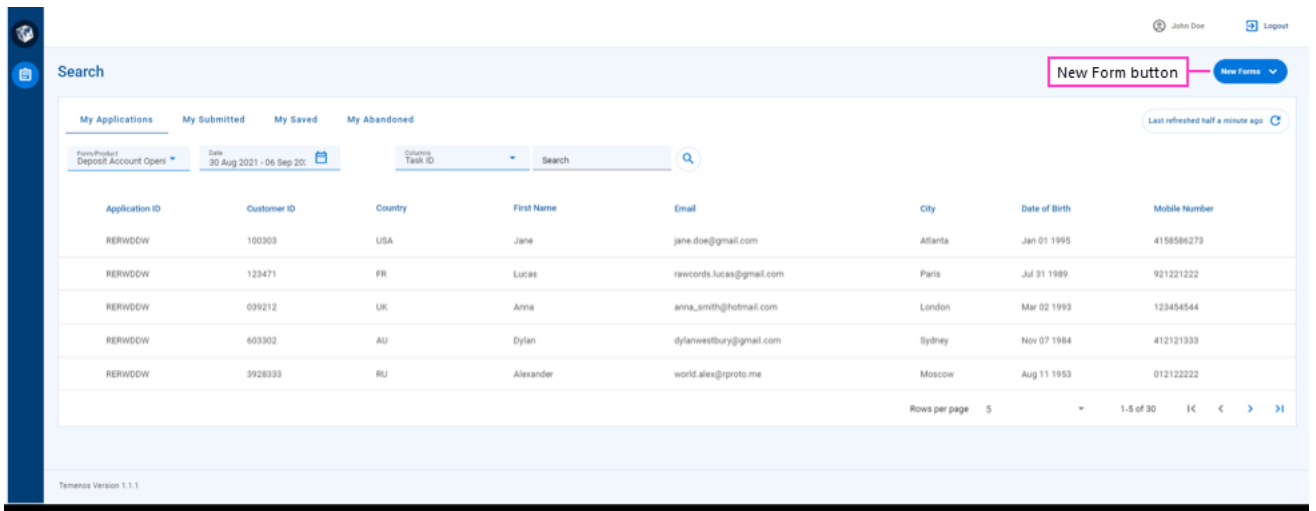 John Doe Logout
Search New Form button New Forms
My Applications My Submitted My Saved My Abandoned Last refreshed half a minute ago
Form/Product Date Columns
Deposit Account Openi 30 Aug 2021 - 06 Sep 20 Task ID Search
Application ID Customer ID Country First Name Email City Date of Birth Mobile Number
RERWDDW 100303 USA Jane jane.doe@gmail.com Atlanta Jan 01 1995 4158586273
RERWDDW 123471 FR Lucas rawcords.lucas@gmail.com Paris Jul 31 1989 921221222
RERWDDW 039212 UK Anna anna_smith@hotmail.com London Mar 02 1993 123454544
RERWDDW 603302 AU Dylan dylanwestbury@gmail.com Sydney Nov 07 1984 412121333
RERWDDW 3928333 RU Alexander world.alex@rproto.me Moscow Aug 11 1953 012122222
Rows per page 5 1-5 of 30
Temenos Version 1.1.1